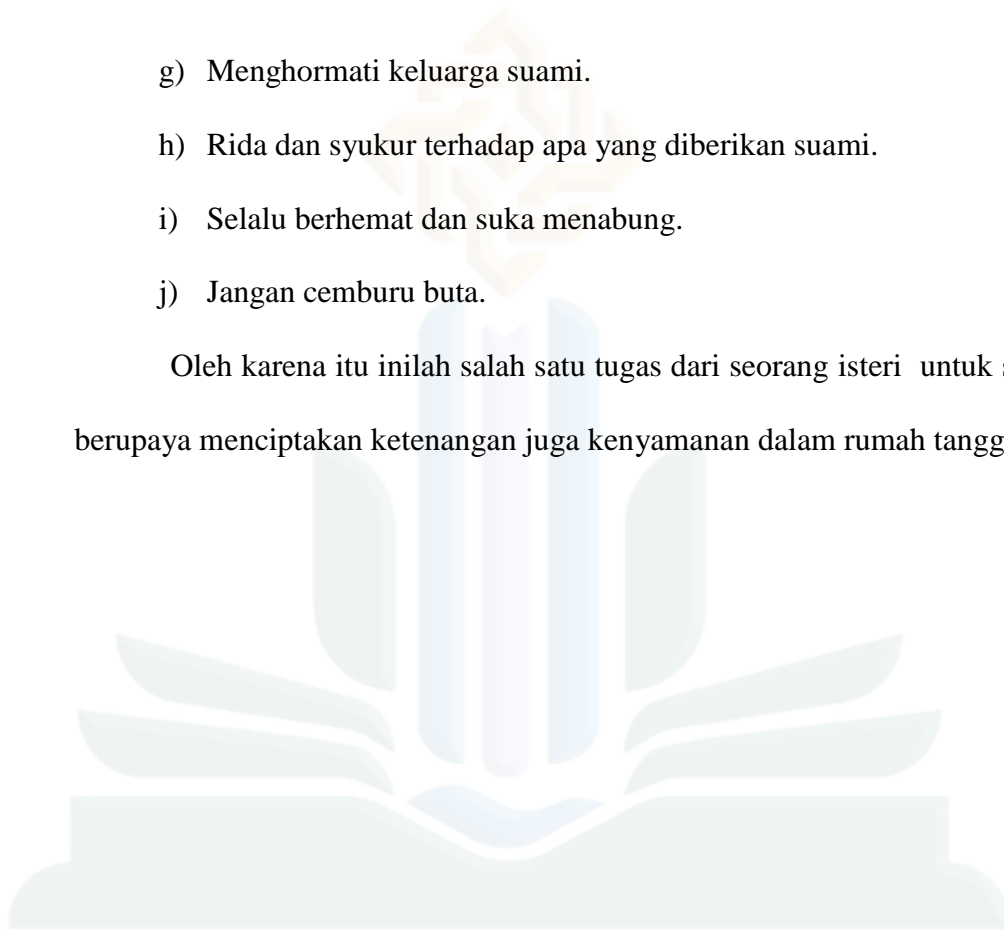 g) Menghormati keluarga suami.
h) Rida dan syukur terhadap apa yang diberikan suami.
i) Selalu berhemat dan suka menabung.
j) Jangan cemburu buta.
Oleh karena itu inilah salah satu tugas dari seorang isteri  untuk
berupaya menciptakan ketenangan juga kenyamanan dalam rumah